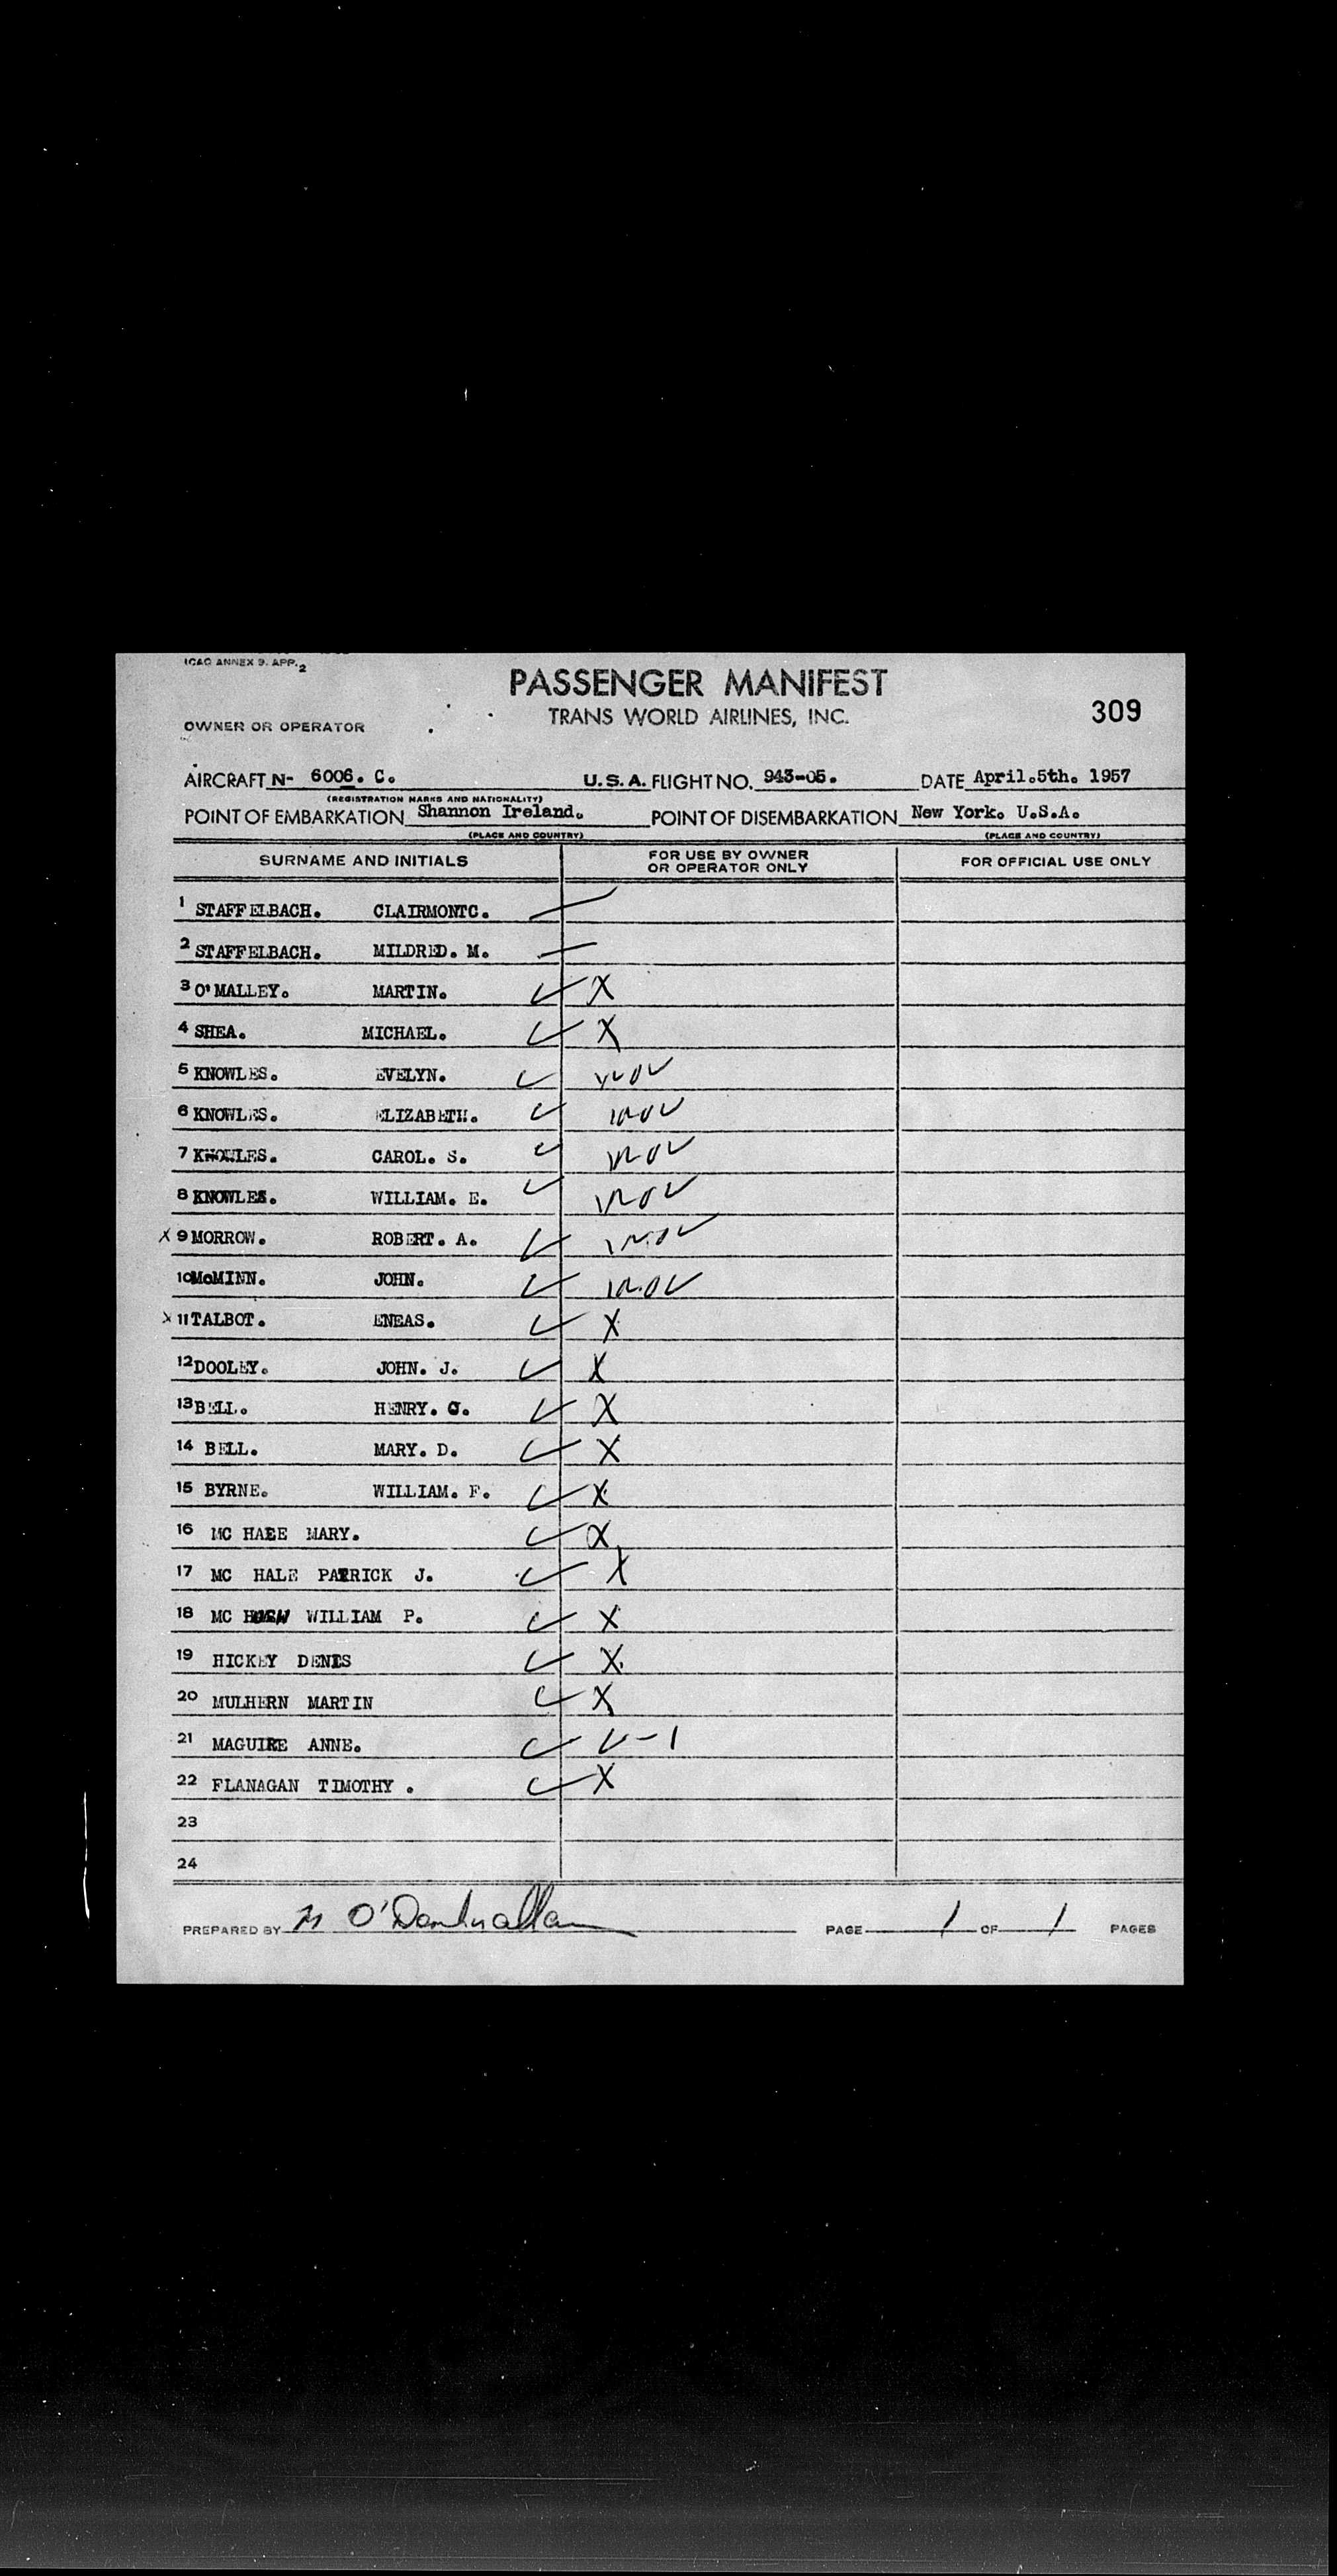 ICAO ANNEX 9. APP. 2
PASSENGER MANIFEST
TRANS WORLD AIRLINES, INC.
309
OWNER OR OPERATOR
AIRCRAFT N- 6006. C. U.S.A. FLIGHT NO. 943-05. DATE April.5th. 1957
(REGISTRATION MARKS AND NATIONALITY)
POINT OF EMBARKATION Shannon Ireland. POINT OF DISEMBARKATION New York. U.S.A.
(PLACE AND COUNTRY) (PLACE AND COUNTRY)
SURNAME AND INITIALS FOR USE BY OWNER OR OPERATOR ONLY FOR OFFICIAL USE ONLY
1 STAFFELBACH. CLAIRMONTC.
2 STAFFELBACH. MILDRED. M.
3 O'MALLEY. MARTIN. ✓ X
4 SHEA. MICHAEL. ✓ X
5 KNOWLES. EVELYN. ✓
6 KNOWLES. ELIZABETH. ✓
7 KNOWLES. CAROL. S. ✓
8 KNOWLES. WILLIAM. E. ✓
X 9 MORROW. ROBERT. A. ✓
10 McMINN. JOHN. ✓
X 11 TALBOT. ENEAS. ✓ X
12 DOOLEY. JOHN. J. ✓ X
13 BELL. HENRY. ✓ X
14 BELL. MARY. D. ✓ X
15 BYRNE. WILLIAM. F. ✓ X
16 MC HALE MARY. ✓ X
17 MC HALE PATRICK J. ✓ X
18 MC WILLIAM P. ✓ X
19 HICKEY DENIS ✓ X
20 MULHERN MARTIN ✓ X
21 MAGUIRE ANNE. ✓
22 FLANAGAN TIMOTHY . ✓ X
23
24
PREPARED BY PAGE 1 OF 1 PAGES